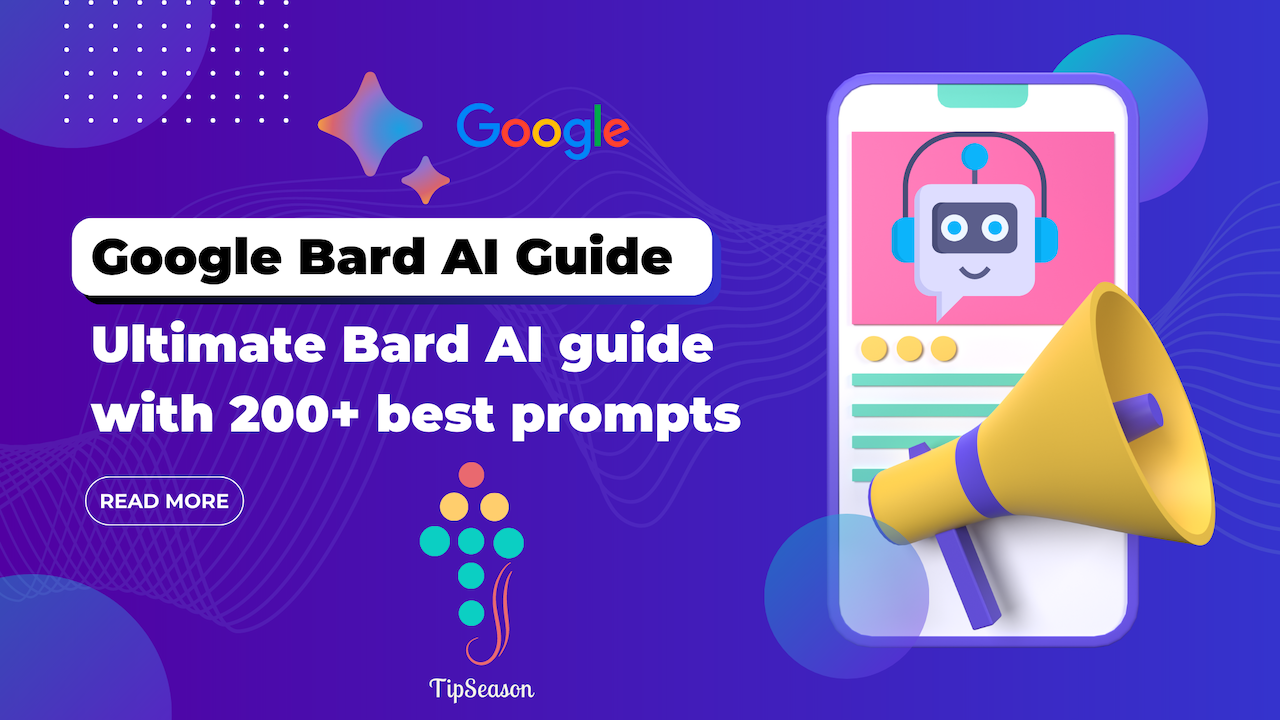 Google
Google Bard AI Guide
Ultimate Bard AI guide
with 200+ best prompts
READ MORE
TipSeason